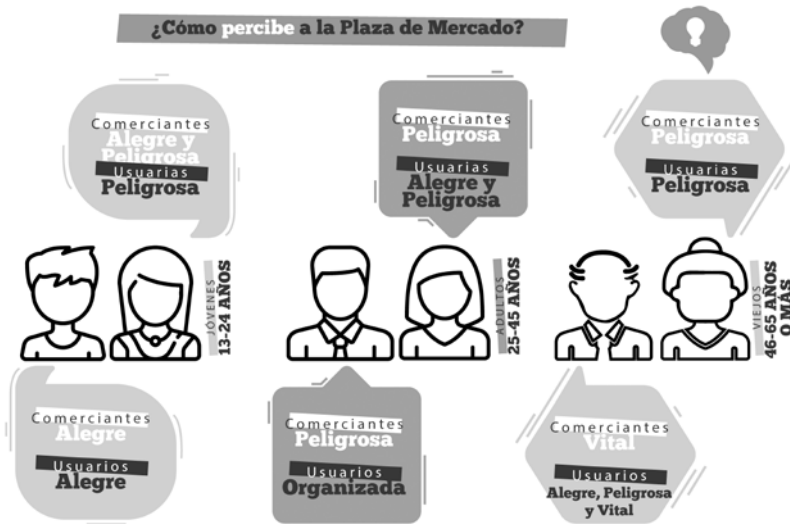 ¿Cómo percibe a la Plaza de Mercado?
Comerciantes
Alegre y
Peligrosa
Usuarias
Peligrosa
Comerciantes
Peligrosa
Usuarias
Alegre y
Peligrosa
Comerciantes
Peligrosa
Usuarias
Peligrosa
JÓVENES
13-24 AÑOS
ADULTOS
25-45 AÑOS
VIEJOS
46-65 AÑOS
O MÁS
Comerciantes
Alegre
Usuarios
Alegre
Comerciantes
Peligrosa
Usuarios
Organizada
Comerciantes
Vital
Usuarios
Alegre, Peligrosa
y Vital